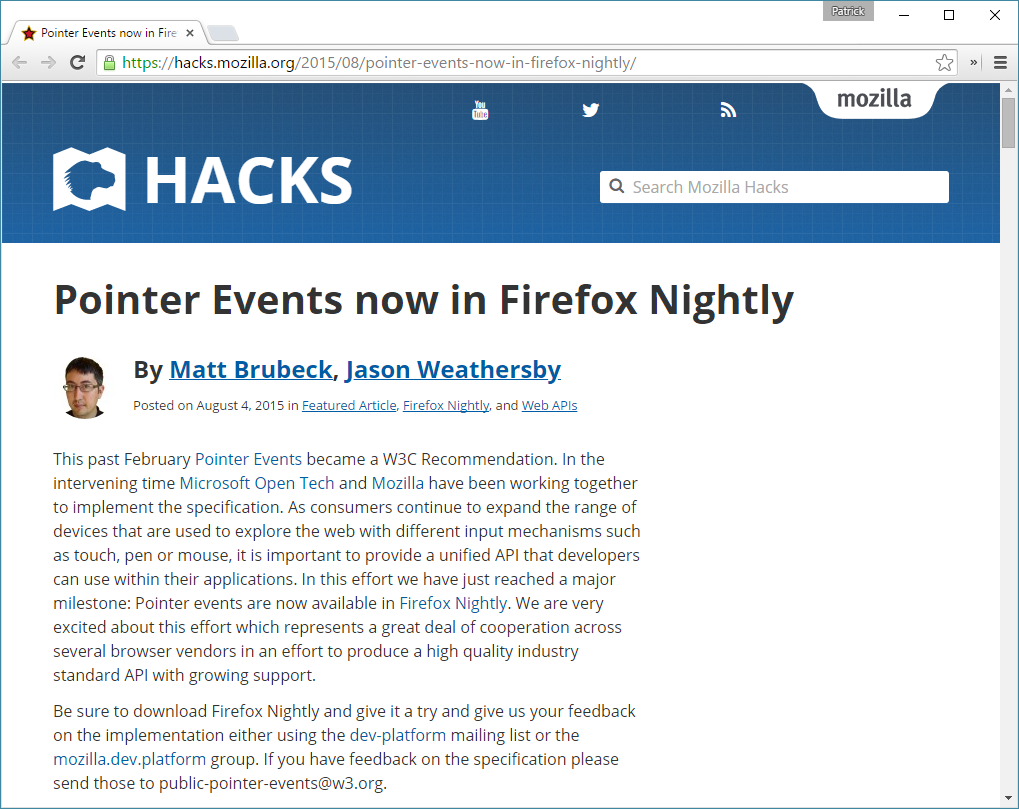 Patrick
Pointer Events now in Fire
https://hacks.mozilla.org/2015/08/pointer-events-now-in-firefox-nightly/
You
Tube
mozilla
HACKS
Search Mozilla Hacks
Pointer Events now in Firefox Nightly
By Matt Brubeck, Jason Weathersby
Posted on August 4, 2015 in Featured Article, Firefox Nightly, and Web APIs
This past February Pointer Events became a W3C Recommendation. In the
intervening time Microsoft Open Tech and Mozilla have been working together
to implement the specification. As consumers continue to expand the range of
devices that are used to explore the web with different input mechanisms such
as touch, pen or mouse, it is important to provide a unified API that developers
can use within their applications. In this effort we have just reached a major
milestone: Pointer events are now available in Firefox Nightly. We are very
excited about this effort which represents a great deal of cooperation across
several browser vendors in an effort to produce a high quality industry
standard API with growing support.
Be sure to download Firefox Nightly and give it a try and give us your feedback
on the implementation either using the dev-platform mailing list or the
mozilla.dev.platform group. If you have feedback on the specification please
send those to public-pointer-events@w3.org.